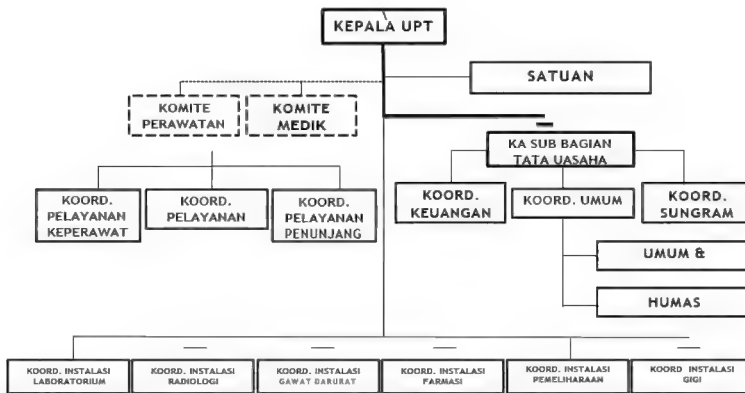 KEPALA UPT
SATUAN
KOMITE
PERAWATAN
KOMITE
MEDIK
KA SUB BAGIAN
TATA UASAHA
KOORD.
PELAYANAN
KEPERAWAT
KOORD.
PELAYANAN
KOORD.
PELAYANAN
PENUNJANG
KOORD.
KEUANGAN
KOORD. UMUM
KOORD.
SUNGRAM
UMUM &
HUMAS
KOORD. INSTALASI
LABORATORIUM
KOORD. INSTALASI
RADIOLOGI
KOORD. INSTALASI
GAWAT DARURAT
KOORD. INSTALASI
FARMASI
KOORD. INSTALASI
PEMELIHARAAN
KOORD INSTALASI
GIGI